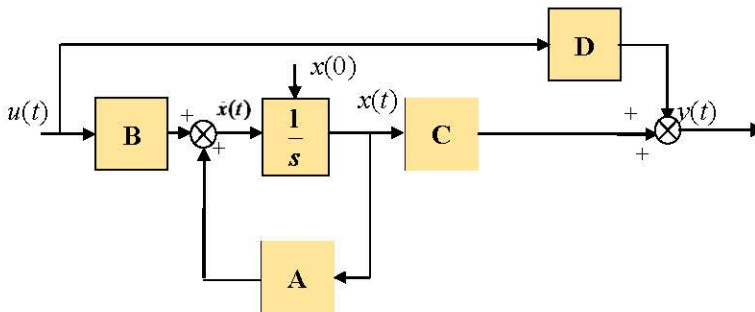 D
x(0)
u(t)
B
+
ẋ(t)
+
1
s
x(t)
C
+
+
y(t)
A